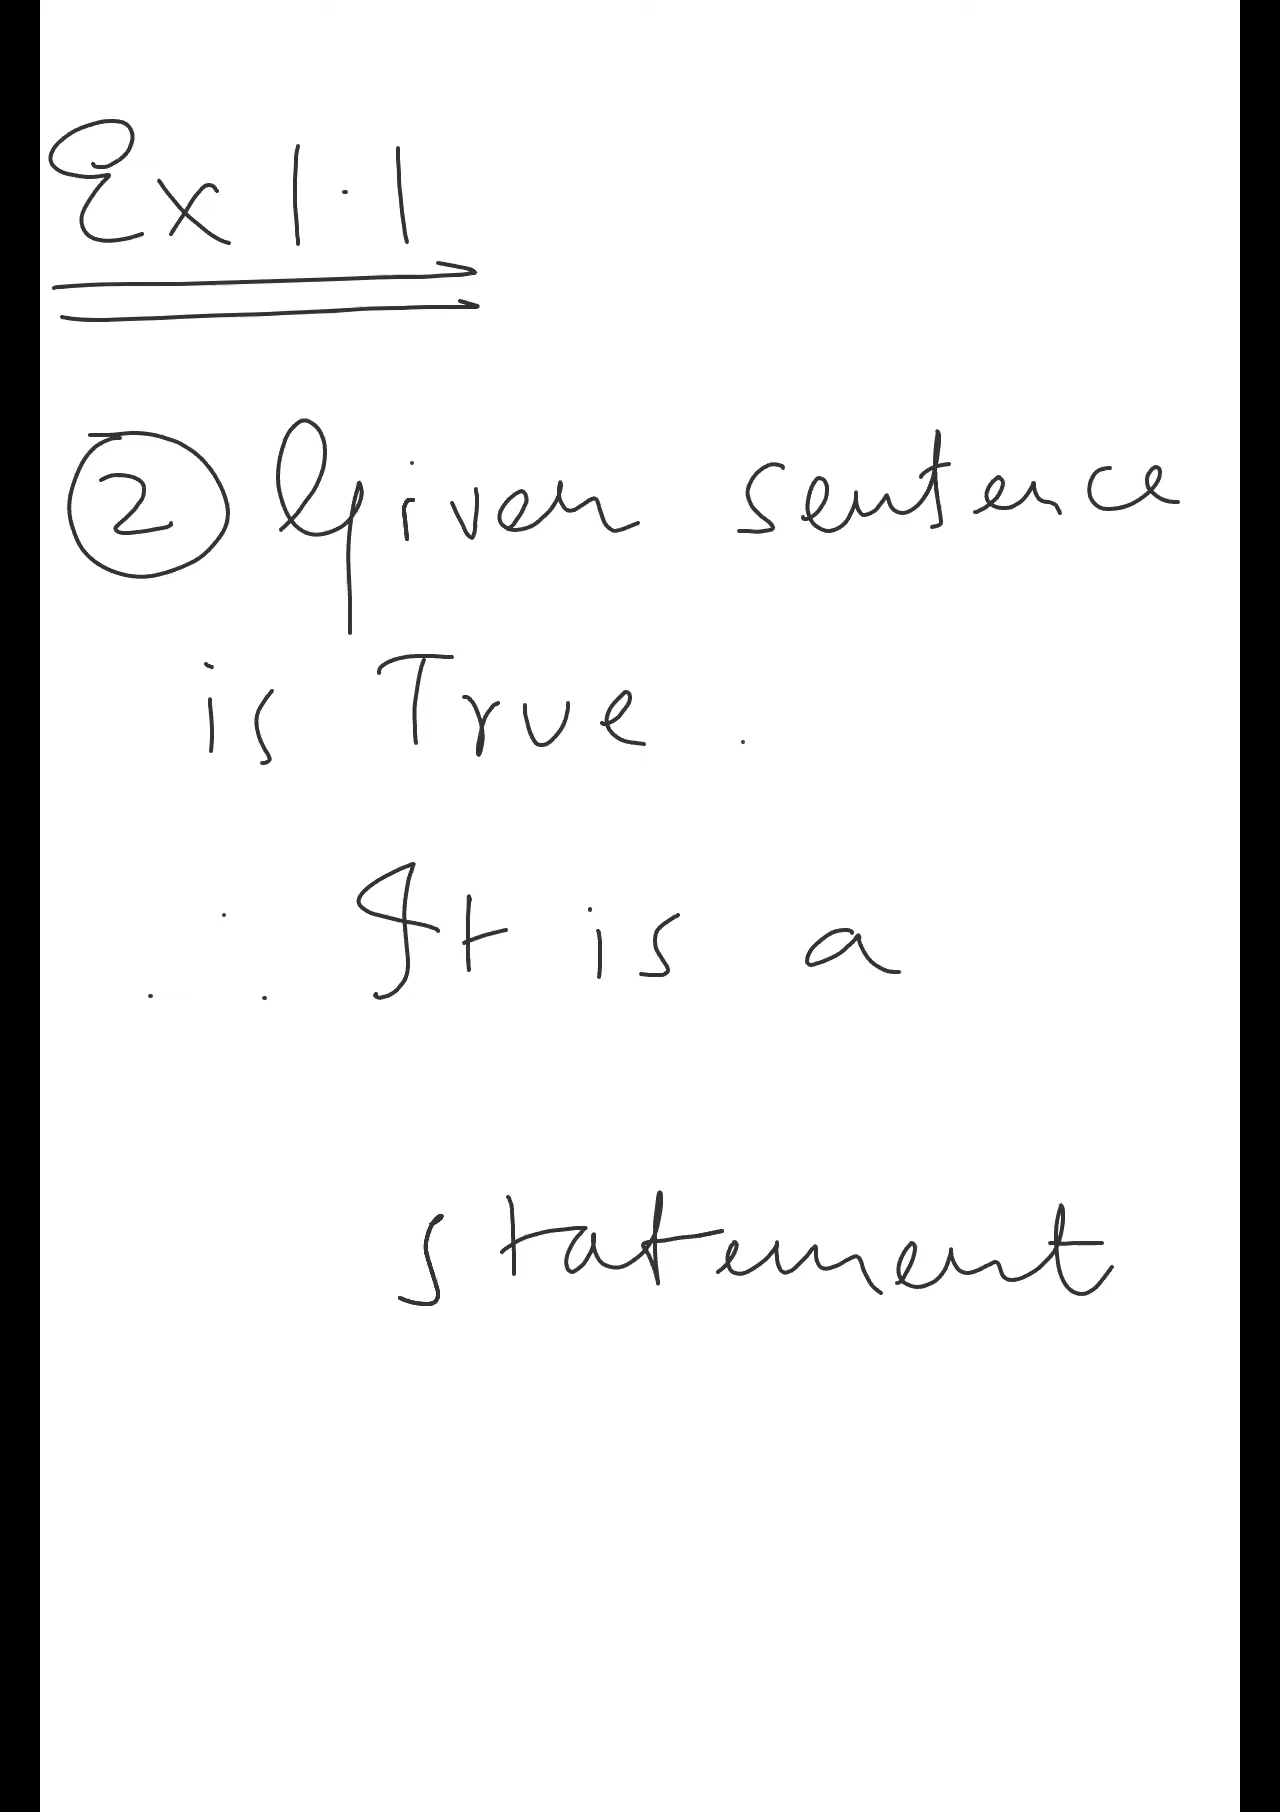 Ex 1.1
② Given sentence
is True.
∴ It is a
statement